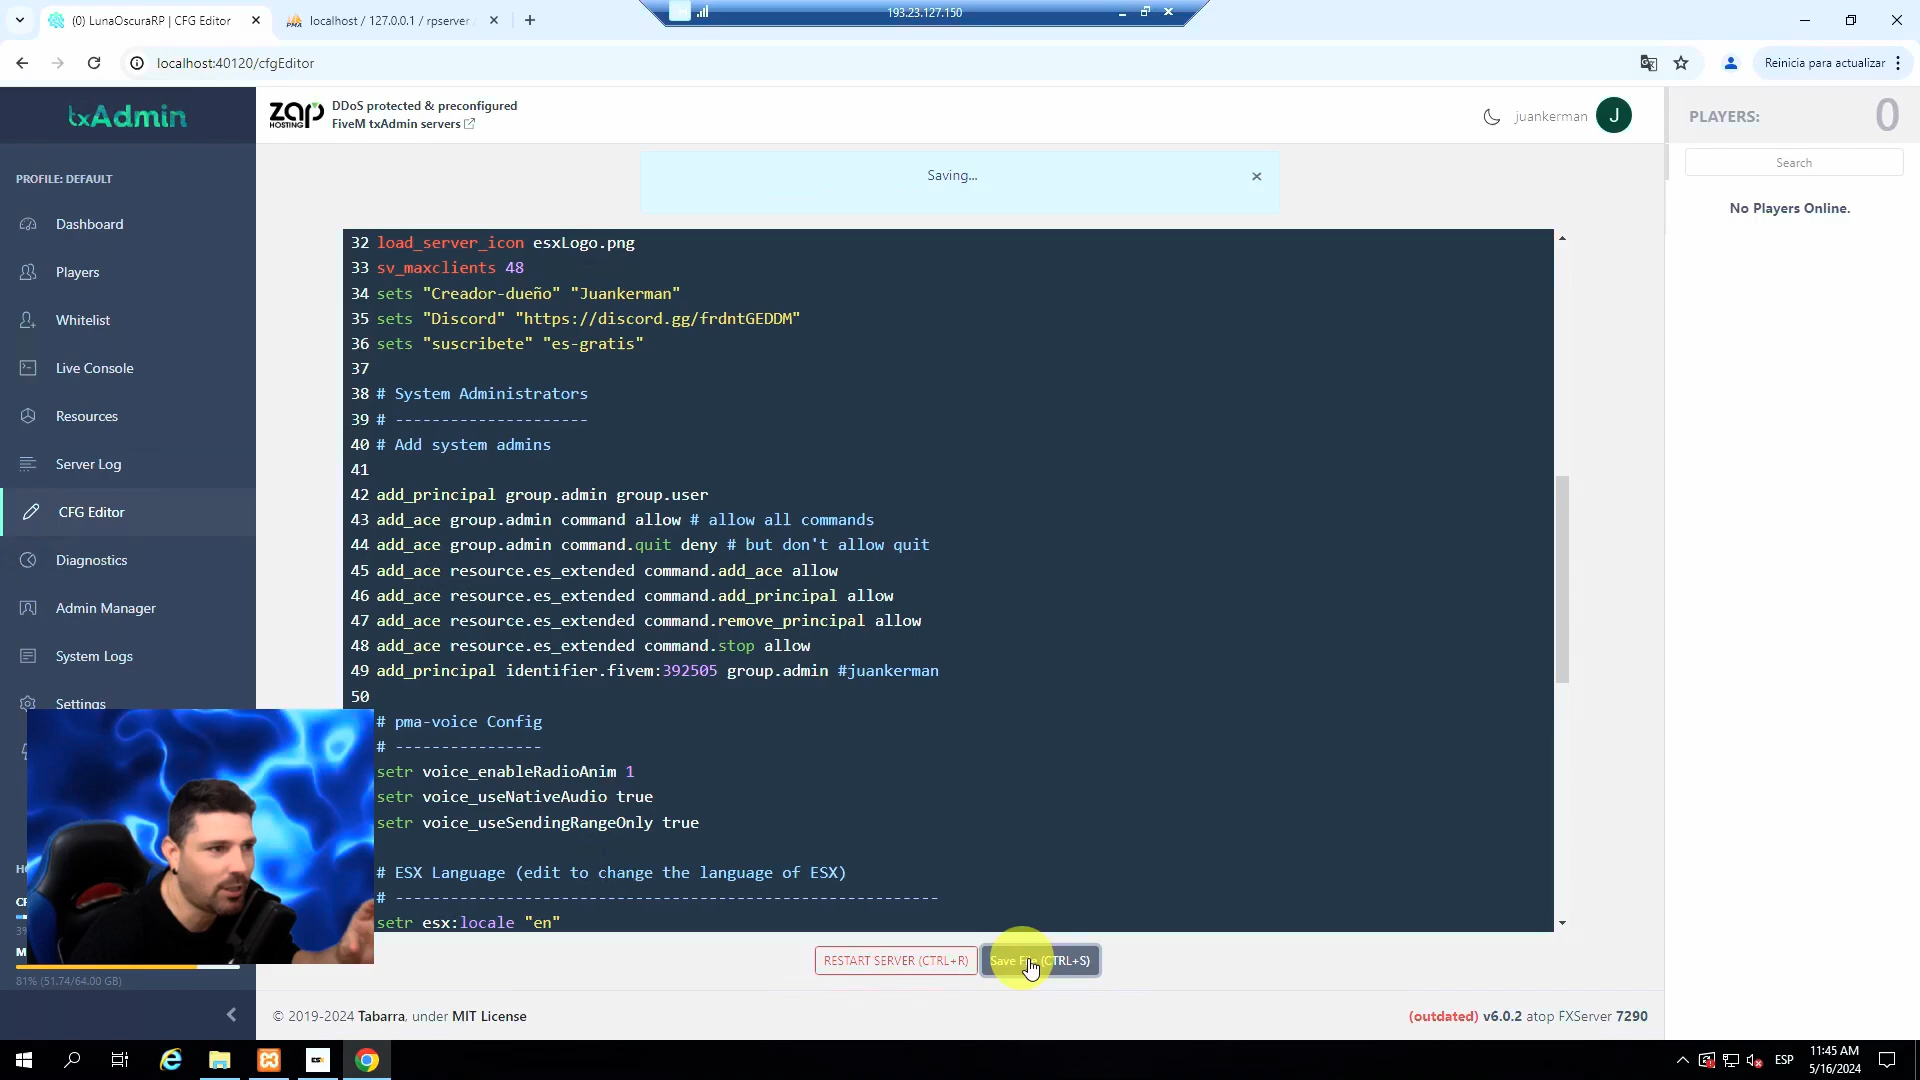 (0) LunaOscuraRP | CFG Editor
localhost / 127.0.0.1 / rpserver
193.23.127.150
localhost:40120/cfgEditor
Reinicia para actualizar
txAdmin
ZAP HOSTING
DDoS protected & preconfigured
FiveM txAdmin servers
juankerman
J
PLAYERS:
0
Search
No Players Online.
PROFILE: DEFAULT
Dashboard
Players
Whitelist
Live Console
Resources
Server Log
CFG Editor
Diagnostics
Admin Manager
System Logs
Settings
81% (51.74/64.00 GB)
Saving...
32 load_server_icon esxLogo.png
33 sv_maxclients 48
34 sets "Creador-dueño" "Juankerman"
35 sets "Discord" "https://discord.gg/frdntGEDDM"
36 sets "suscribete" "es-gratis"
37
38 # System Administrators
39 # ---------------------
40 # Add system admins
41
42 add_principal group.admin group.user
43 add_ace group.admin command allow # allow all commands
44 add_ace group.admin command.quit deny # but don't allow quit
45 add_ace resource.es_extended command.add_ace allow
46 add_ace resource.es_extended command.add_principal allow
47 add_ace resource.es_extended command.remove_principal allow
48 add_ace resource.es_extended command.stop allow
49 add_principal identifier.fivem:392505 group.admin #juankerman
50
# pma-voice Config
# ----------------
setr voice_enableRadioAnim 1
setr voice_useNativeAudio true
setr voice_useSendingRangeOnly true
# ESX Language (edit to change the language of ESX)
# -----------------------------------------------------------
setr esx:locale "en"
RESTART SERVER (CTRL+R)
Save File (CTRL+S)
© 2019-2024 Tabarra, under MIT License
(outdated) v6.0.2 atop FXServer 7290
ESP
11:45 AM
5/16/2024